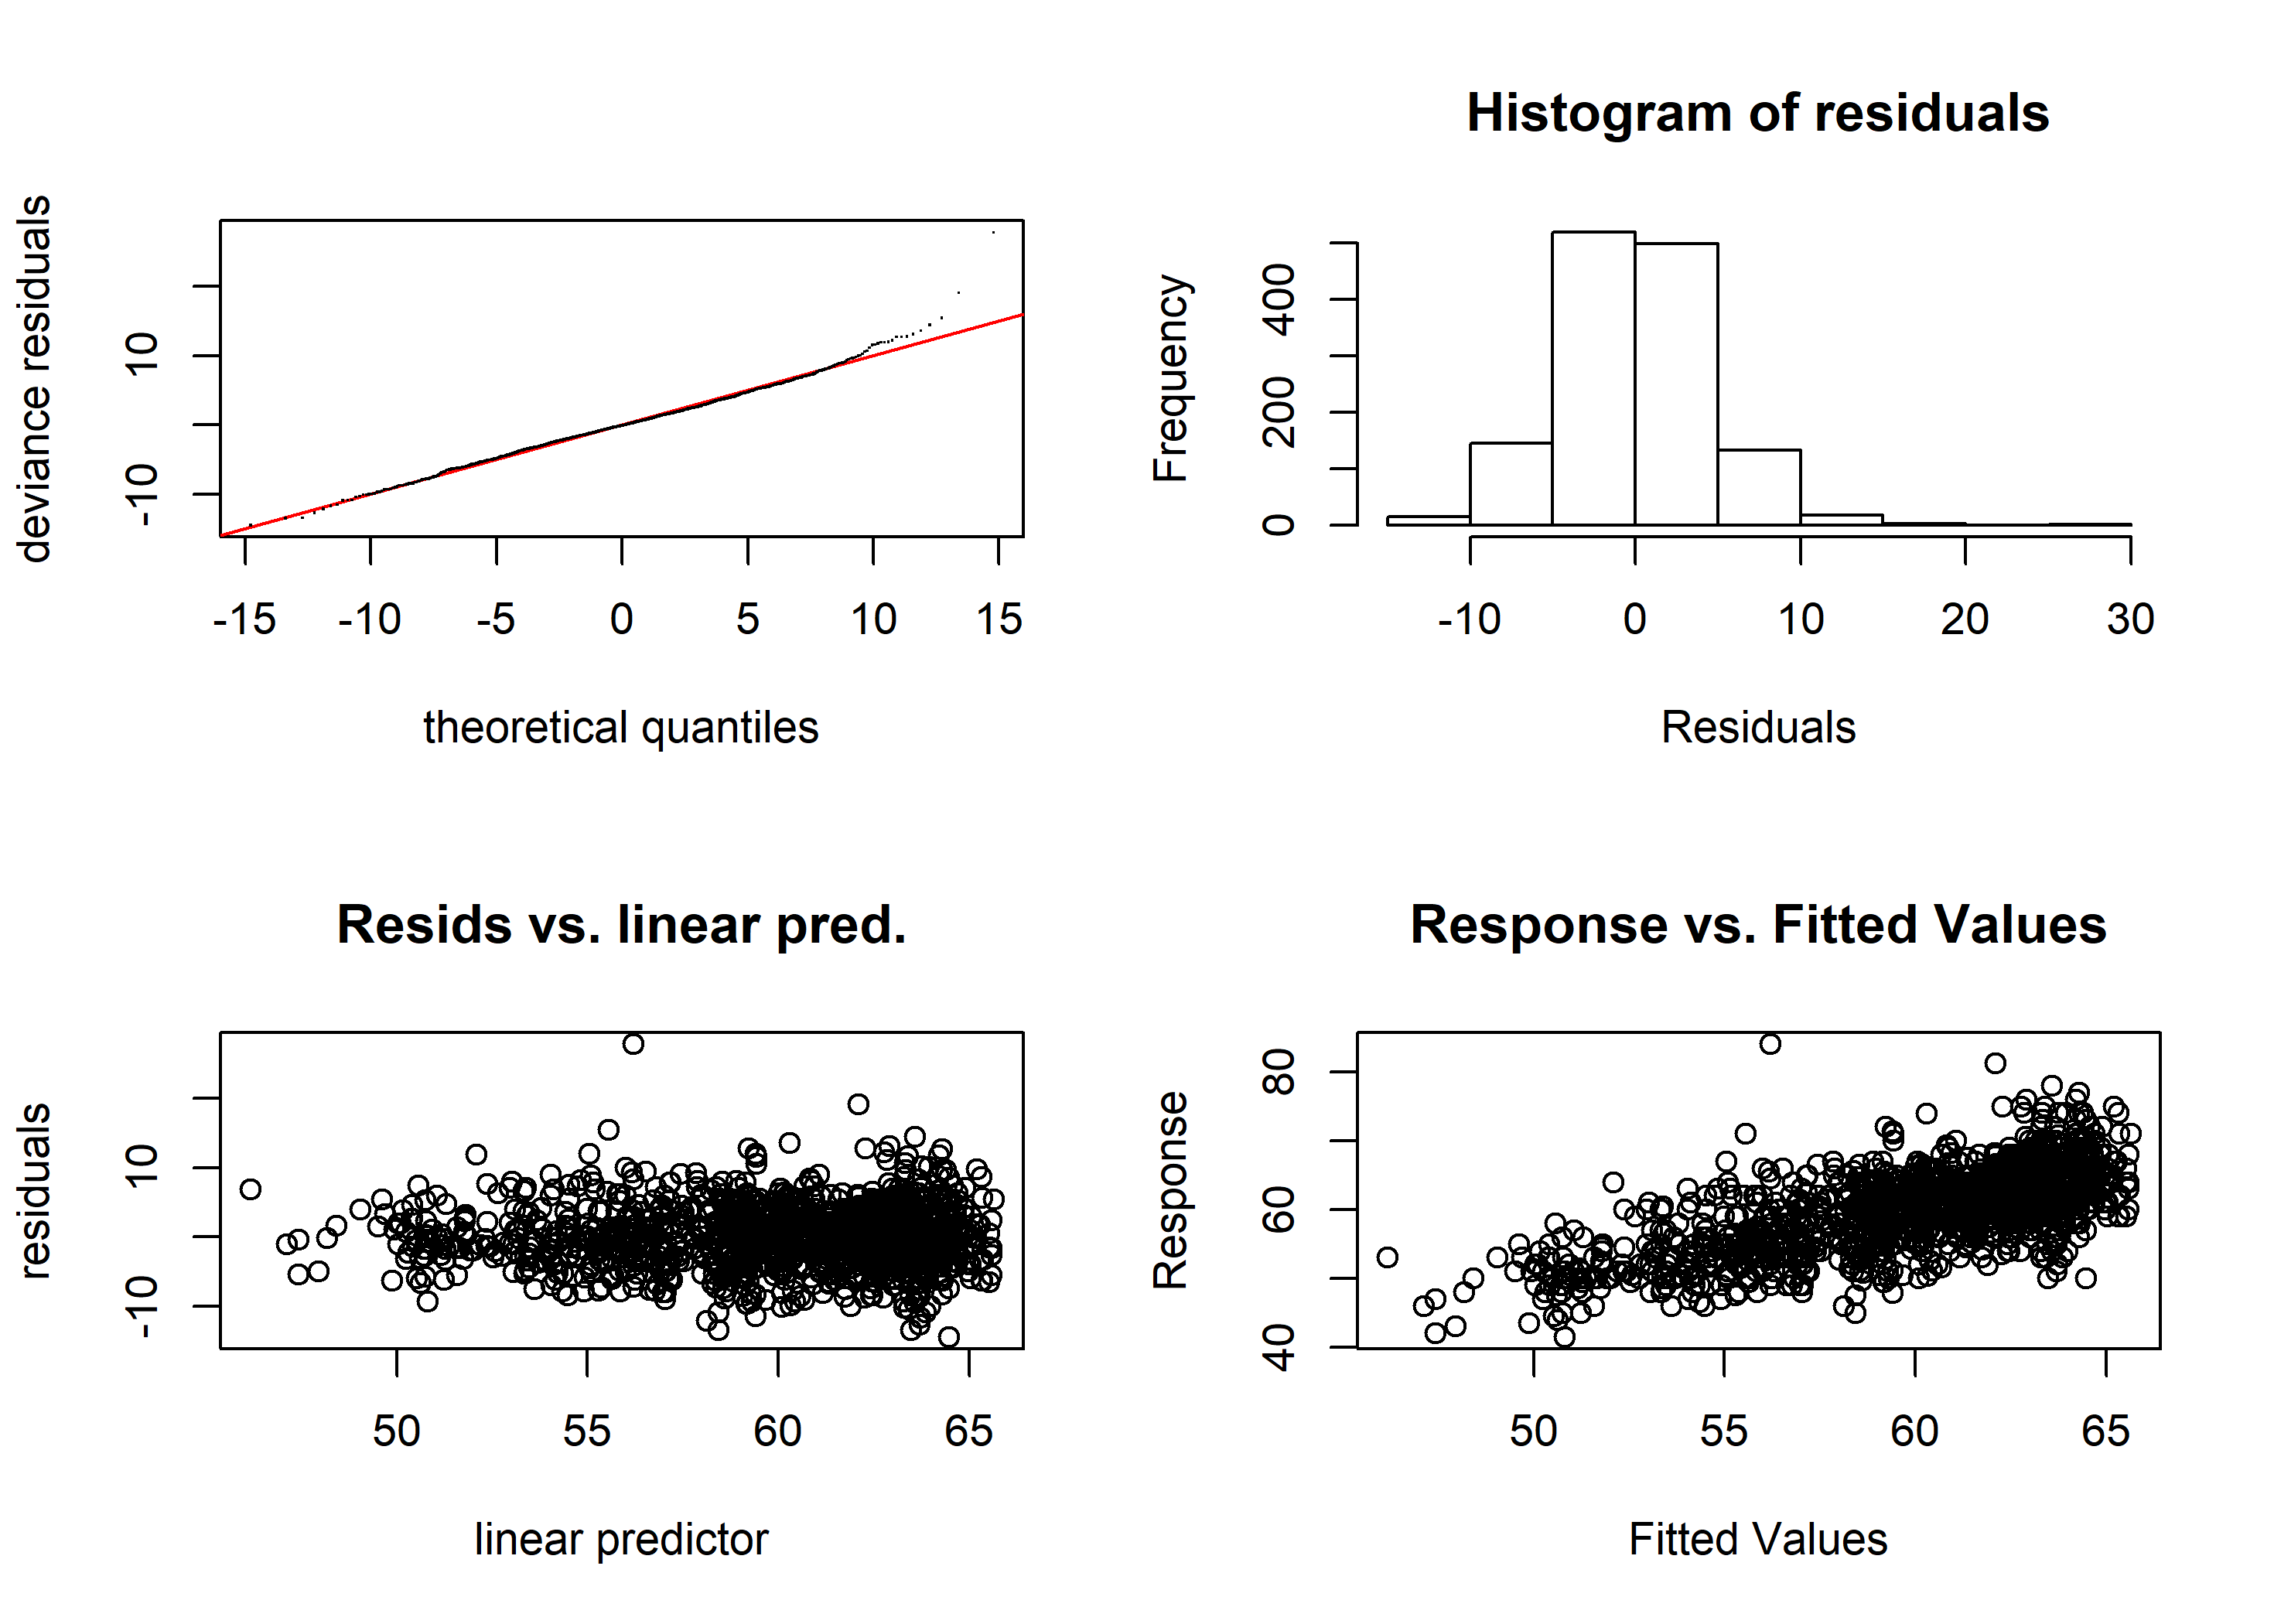 deviance residuals
10
-10
-15 -10 -5 0 5 10 15
theoretical quantiles
Histogram of residuals
Frequency
400
200
0
-10 0 10 20 30
Residuals
Resids vs. linear pred.
residuals
10
-10
50 55 60 65
linear predictor
Response vs. Fitted Values
Response
80
60
40
50 55 60 65
Fitted Values